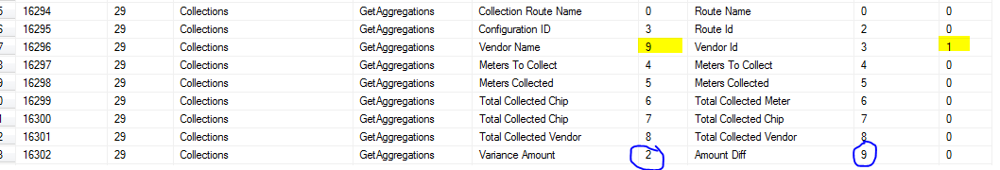 5 16294 29 Collections GetAggregations Collection Route Name 0 Route Name 0 0
6 16295 29 Collections GetAggregations Configuration ID 3 Route Id 2 0
7 16296 29 Collections GetAggregations Vendor Name 9 Vendor Id 3 1
16297 29 Collections GetAggregations Meters To Collect 4 Meters To Collect 4 0
16298 29 Collections GetAggregations Meters Collected 5 Meters Collected 5 0
16299 29 Collections GetAggregations Total Collected Chip 6 Total Collected Meter 6 0
16300 29 Collections GetAggregations Total Collected Chip 7 Total Collected Chip 7 0
2 16301 29 Collections GetAggregations Total Collected Vendor 8 Total Collected Vendor 8 0
3 16302 29 Collections GetAggregations Variance Amount 2 Amount Diff 9 0